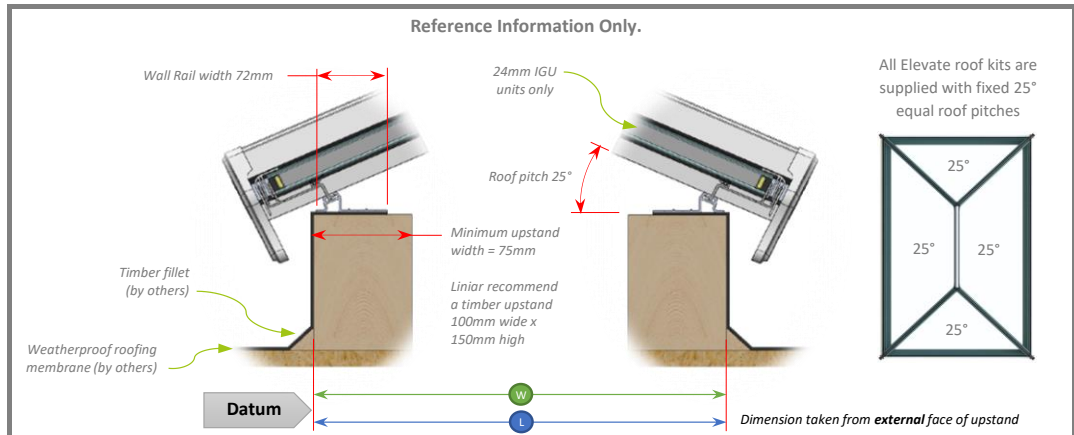 Reference Information Only.
Wall Rail width 72mm
24mm IGU
units only
All Elevate roof kits are
supplied with fixed 25°
equal roof pitches
Roof pitch 25°
25°
25°
25°
25°
Minimum upstand
width = 75mm
Liniar recommend
a timber upstand
100mm wide x
150mm high
Timber fillet
(by others)
Weatherproof roofing
membrane (by others)
Datum
W
L
Dimension taken from external face of upstand